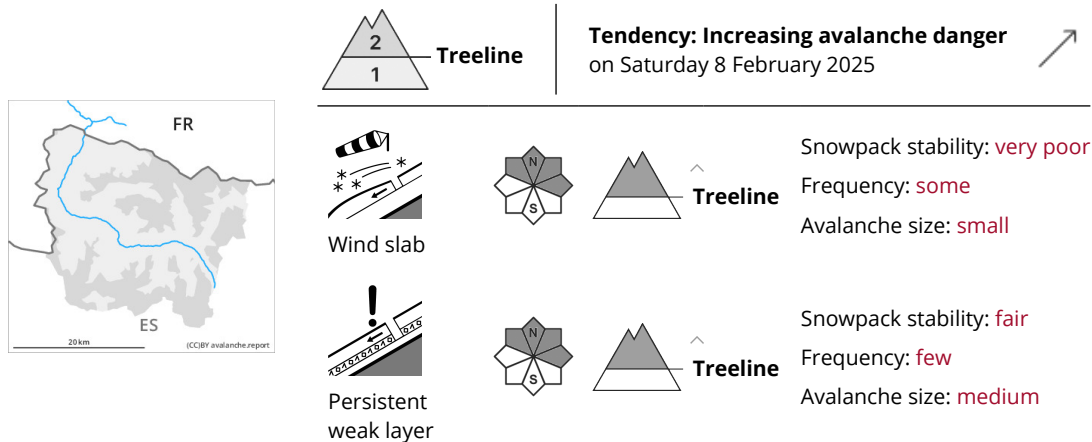 2
Treeline
1
Tendency: Increasing avalanche danger
on Saturday 8 February 2025
FR
ES
20 km
(CC)BY avalanche.report
N
S
Treeline
Wind slab
Snowpack stability: very poor
Frequency: some
Avalanche size: small
N
S
Treeline
Persistent
weak layer
Snowpack stability: fair
Frequency: few
Avalanche size: medium